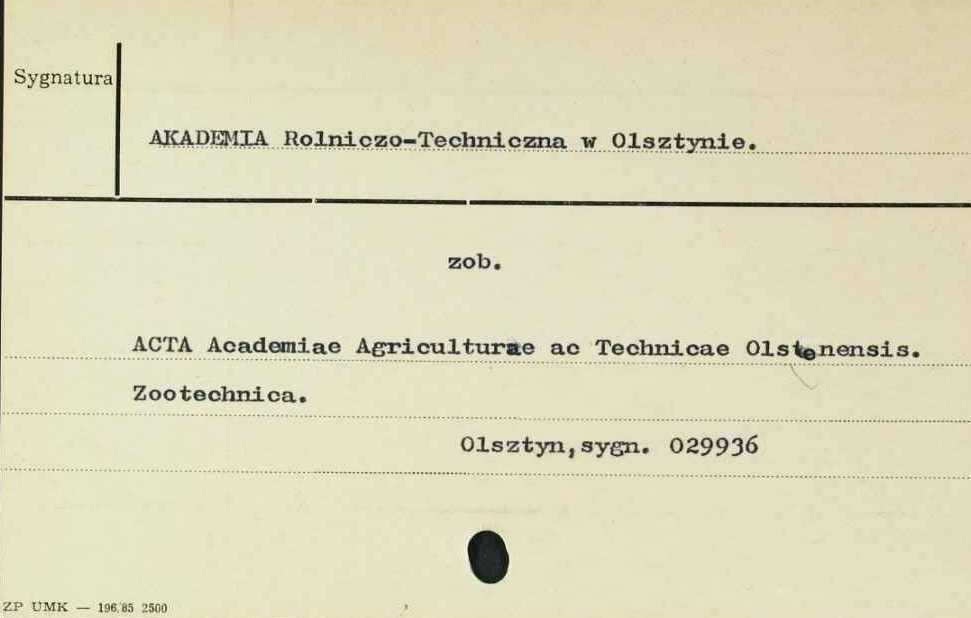 Sygnatura
AKADEMIA Rolniczo-Techniczna w Olsztynie.
zob.
ACTA Academiae Agriculturae ac Technicae Olstenensis.
Zootechnica.
Olsztyn,sygn. 029936
ZP UMK — 196/85 2500